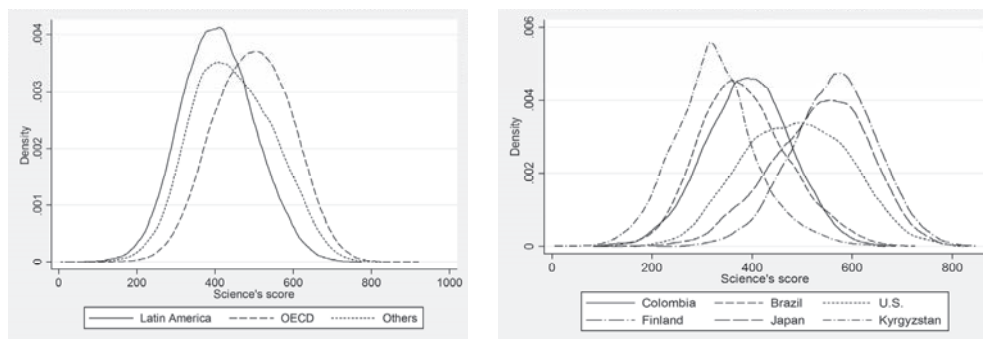 .004
.003
.002
.001
0
Density
0 200 400 600 800 1000
Science's score
Latin America OECD Others
.006
.004
.002
0
Density
0 200 400 600 800
Science's score
Colombia Brazil U.S.
Finland Japan Kyrgyzstan